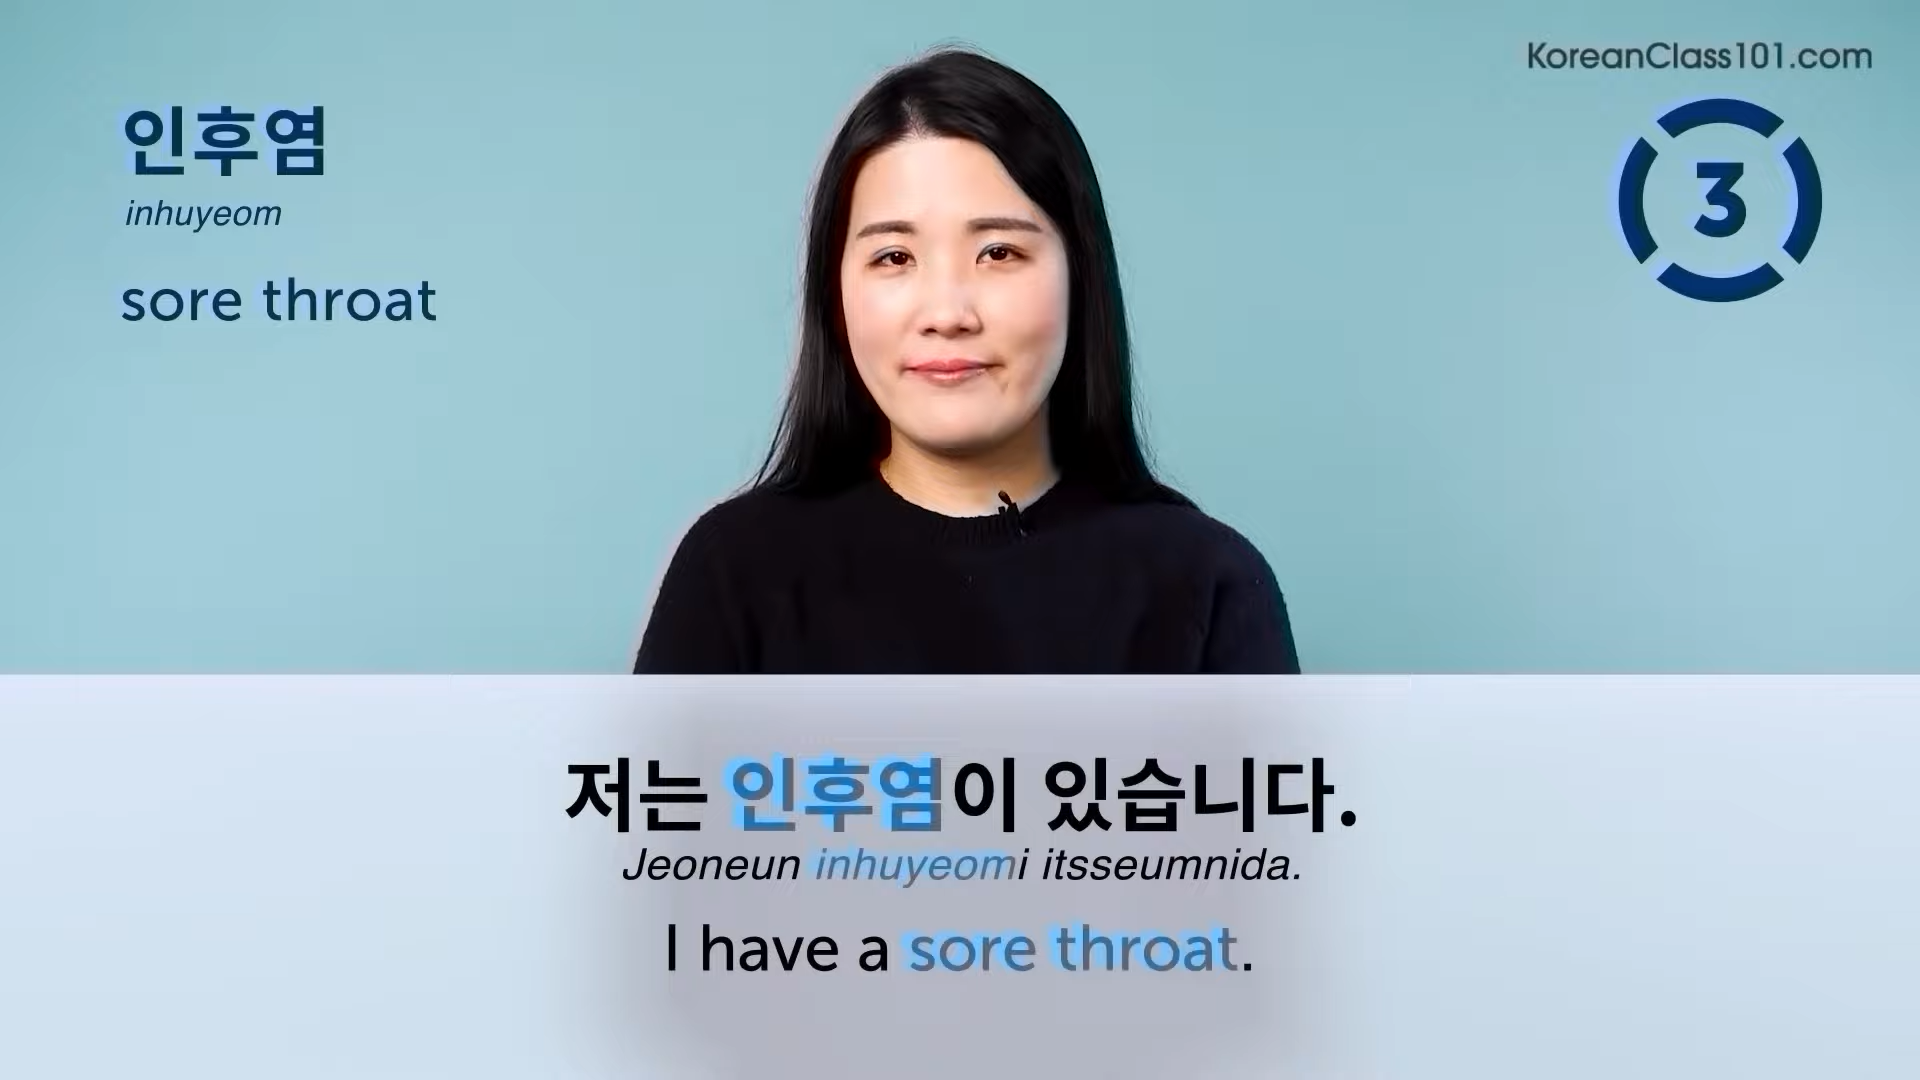 KoreanClass101.com
인후염
inhuyeom
sore throat
3
저는 인후염이 있습니다.
Jeoneun inhuyeomi itsseumnida.
I have a sore throat.